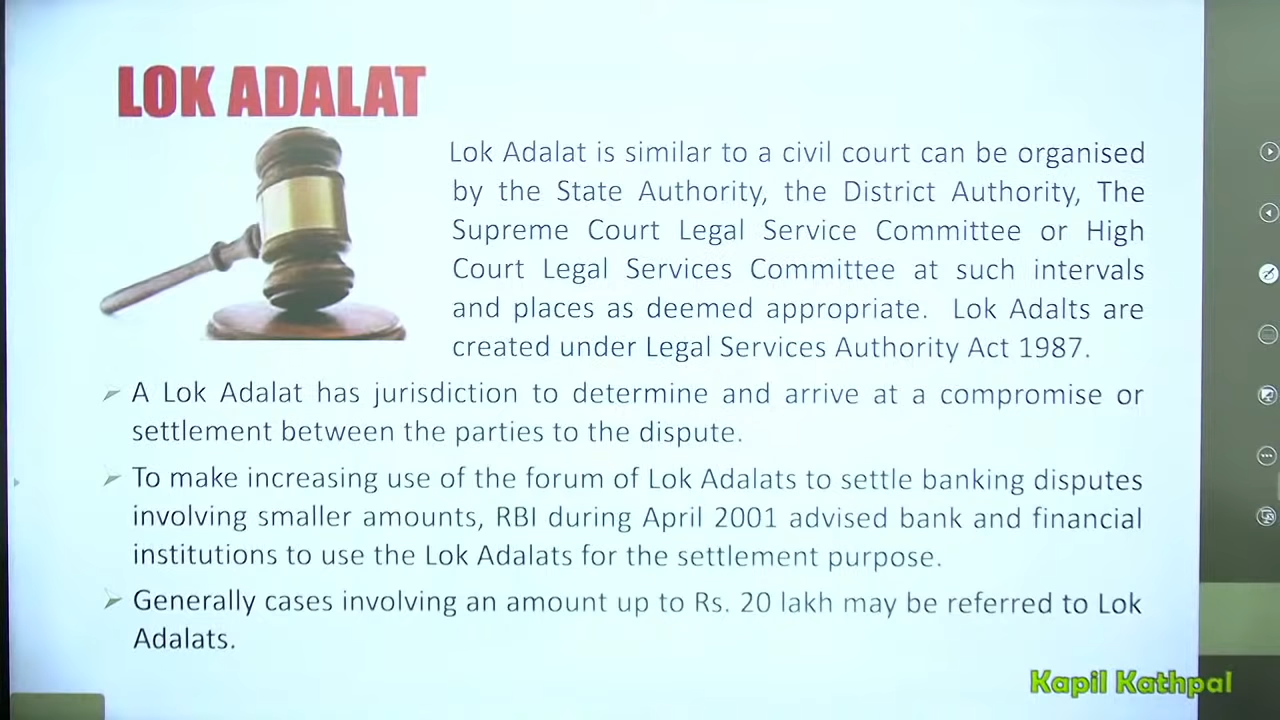 LOK ADALAT
Lok Adalat is similar to a civil court can be organised
by the State Authority, the District Authority, The
Supreme Court Legal Service Committee or High
Court Legal Services Committee at such intervals
and places as deemed appropriate. Lok Adalts are
created under Legal Services Authority Act 1987.
A Lok Adalat has jurisdiction to determine and arrive at a compromise or
settlement between the parties to the dispute.
To make increasing use of the forum of Lok Adalats to settle banking disputes
involving smaller amounts, RBI during April 2001 advised bank and financial
institutions to use the Lok Adalats for the settlement purpose.
Generally cases involving an amount up to Rs. 20 lakh may be referred to Lok
Adalats.
Kapil Kathpal